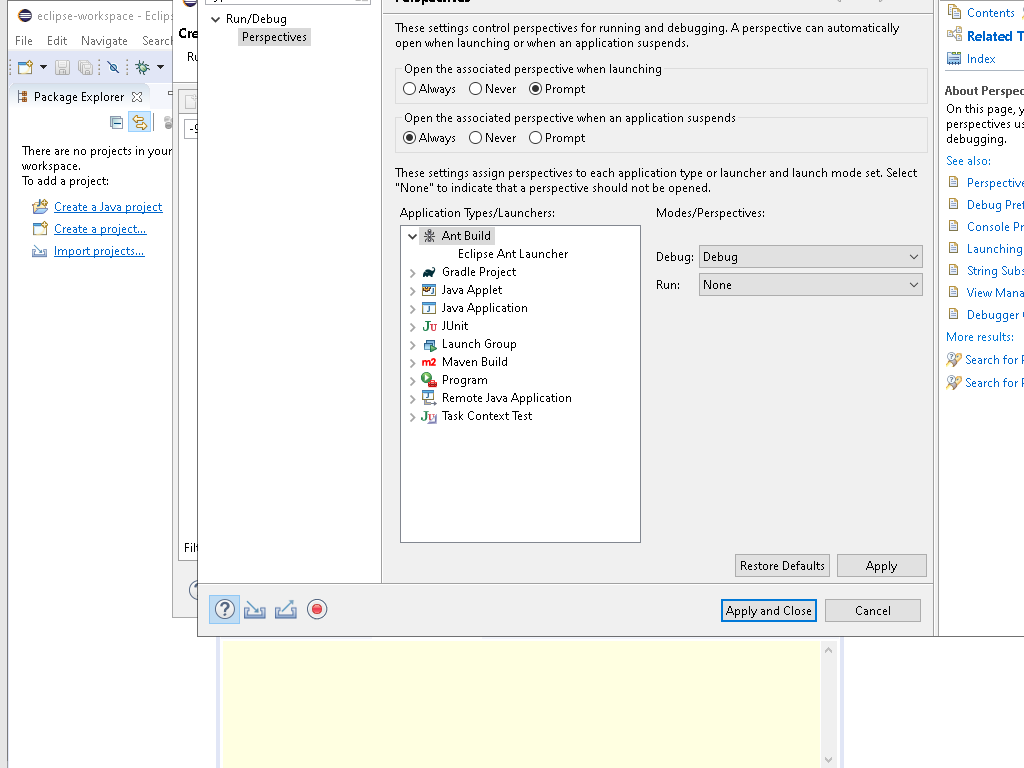 eclipse-workspace - Eclips
File Edit Navigate Searc
Package Explorer
There are no projects in your
workspace.
To add a project:
Create a Java project
Create a project...
Import projects...
Cre
Ru
Filt
Run/Debug
Perspectives
Perspectives
These settings control perspectives for running and debugging. A perspective can automatically
open when launching or when an application suspends.
Open the associated perspective when launching
Always Never Prompt
Open the associated perspective when an application suspends
Always Never Prompt
These settings assign perspectives to each application type or launcher and launch mode set. Select
"None" to indicate that a perspective should not be opened.
Application Types/Launchers:
Ant Build
Eclipse Ant Launcher
Gradle Project
Java Applet
Java Application
JUnit
Launch Group
Maven Build
Program
Remote Java Application
Task Context Test
Modes/Perspectives:
Debug: Debug
Run: None
Restore Defaults Apply
Apply and Close Cancel
Contents
Related T
Index
About Perspec
On this page, y
perspectives us
debugging.
See also:
Perspective
Debug Pref
Console Pr
Launching
String Subs
View Mana
Debugger
More results:
Search for
Search for